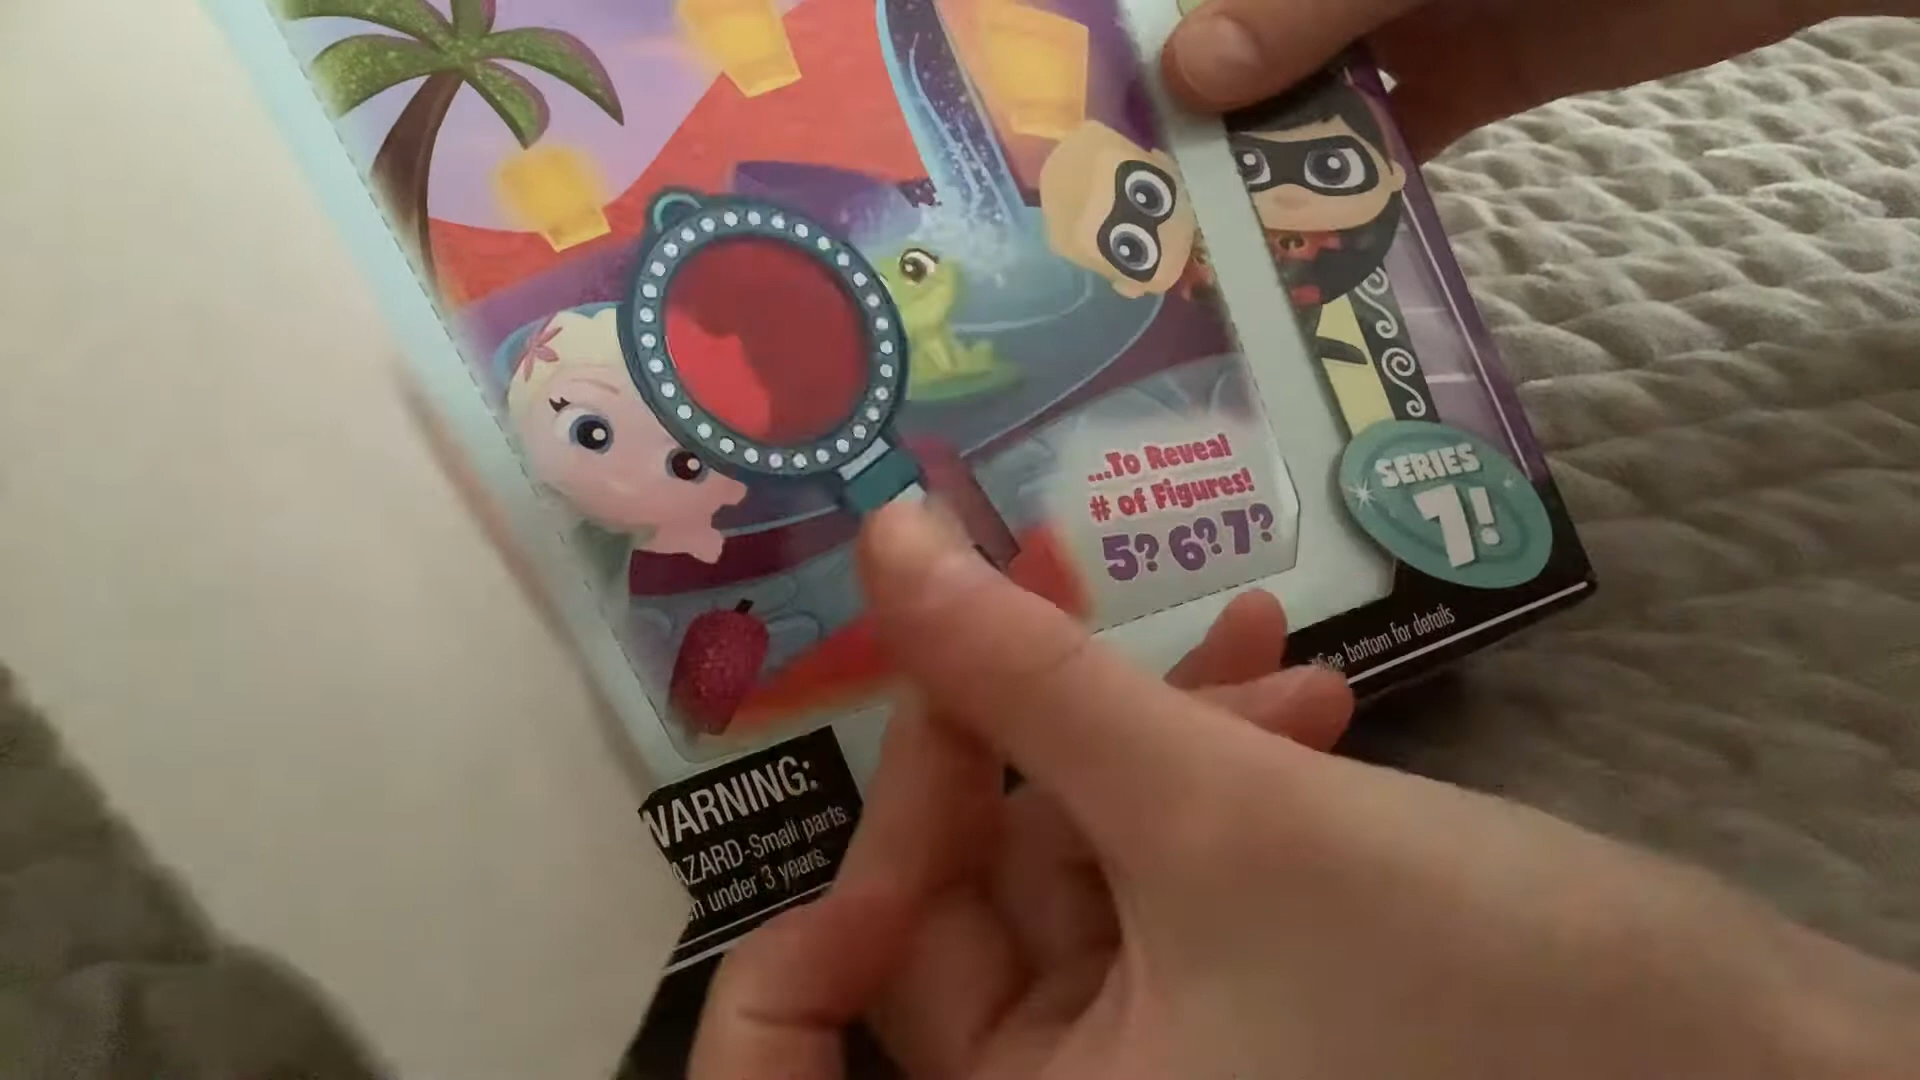 ...To Reveal
# of Figures!
5? 6? 7?
SERIES
7!
*See bottom for details
WARNING:
AZARD-Small parts.
n under 3 years.